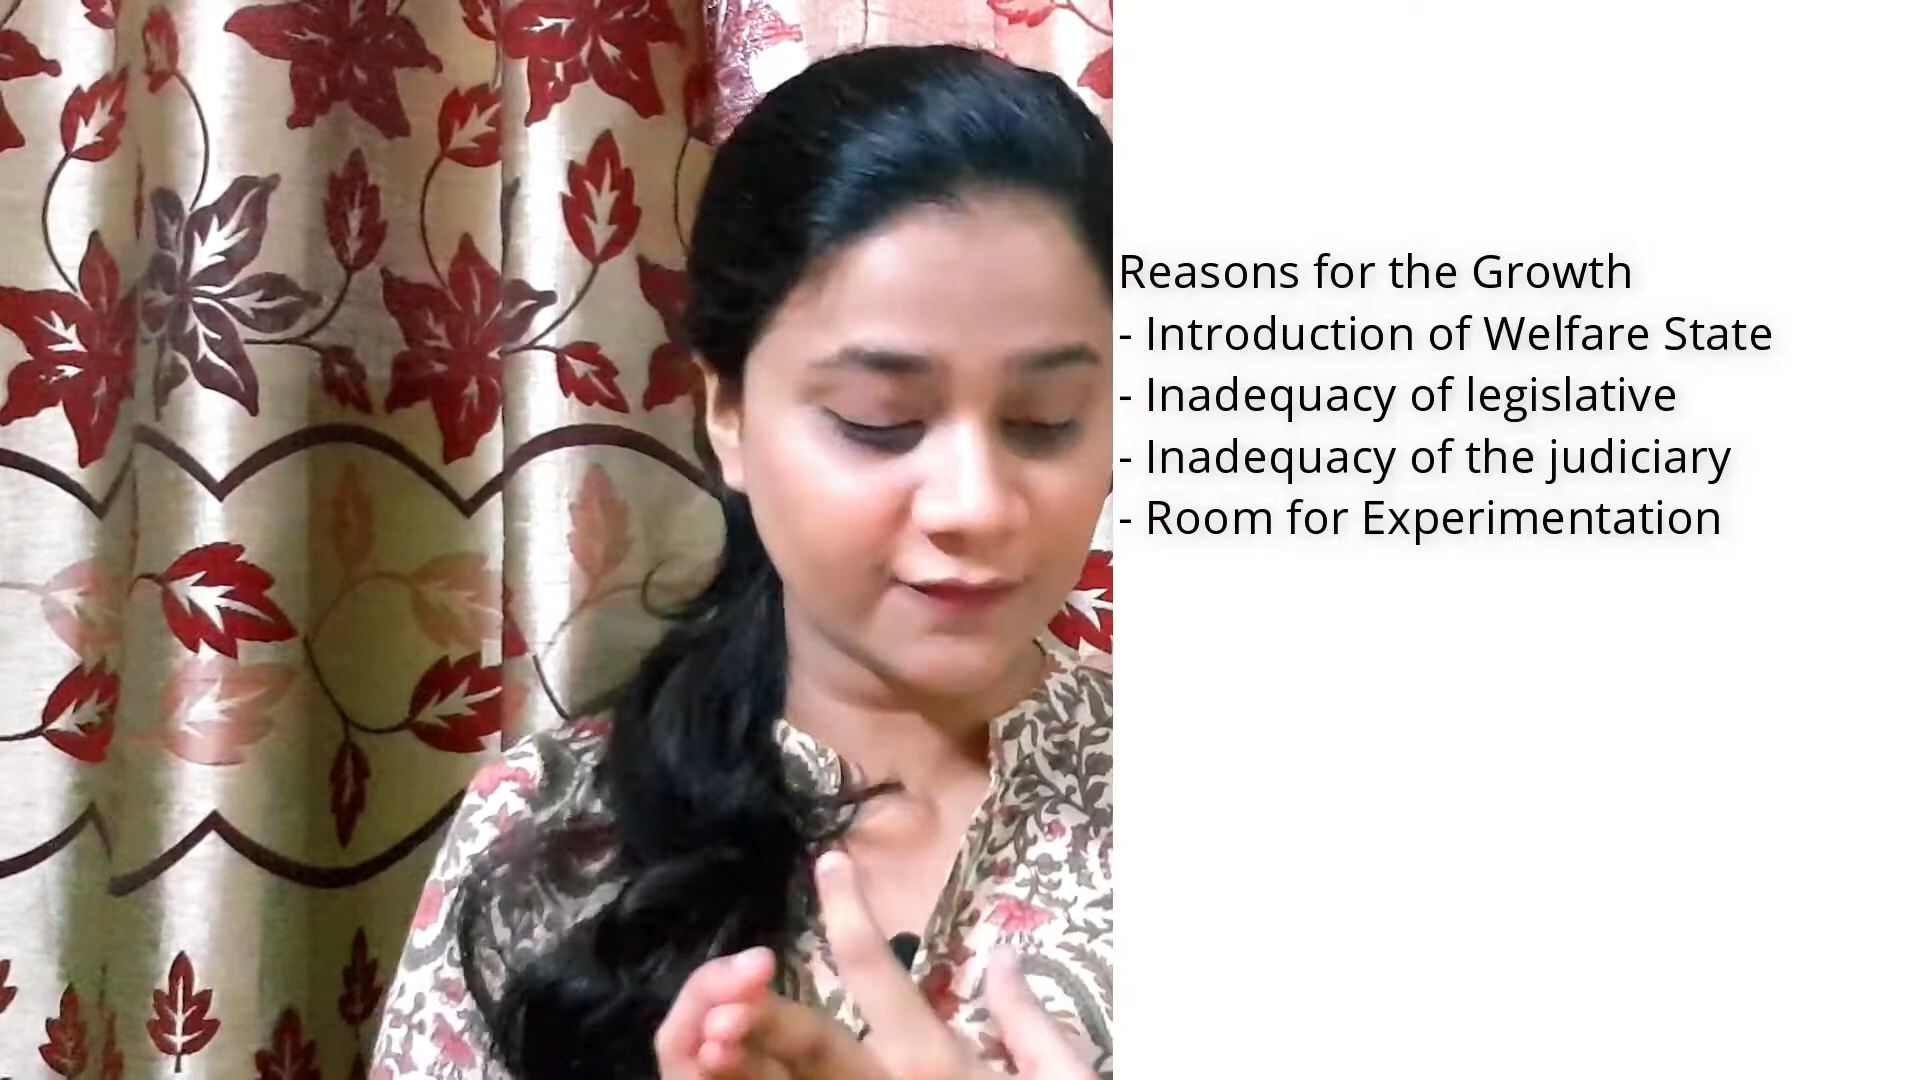 Reasons for the Growth
- Introduction of Welfare State
- Inadequacy of legislative
- Inadequacy of the judiciary
- Room for Experimentation